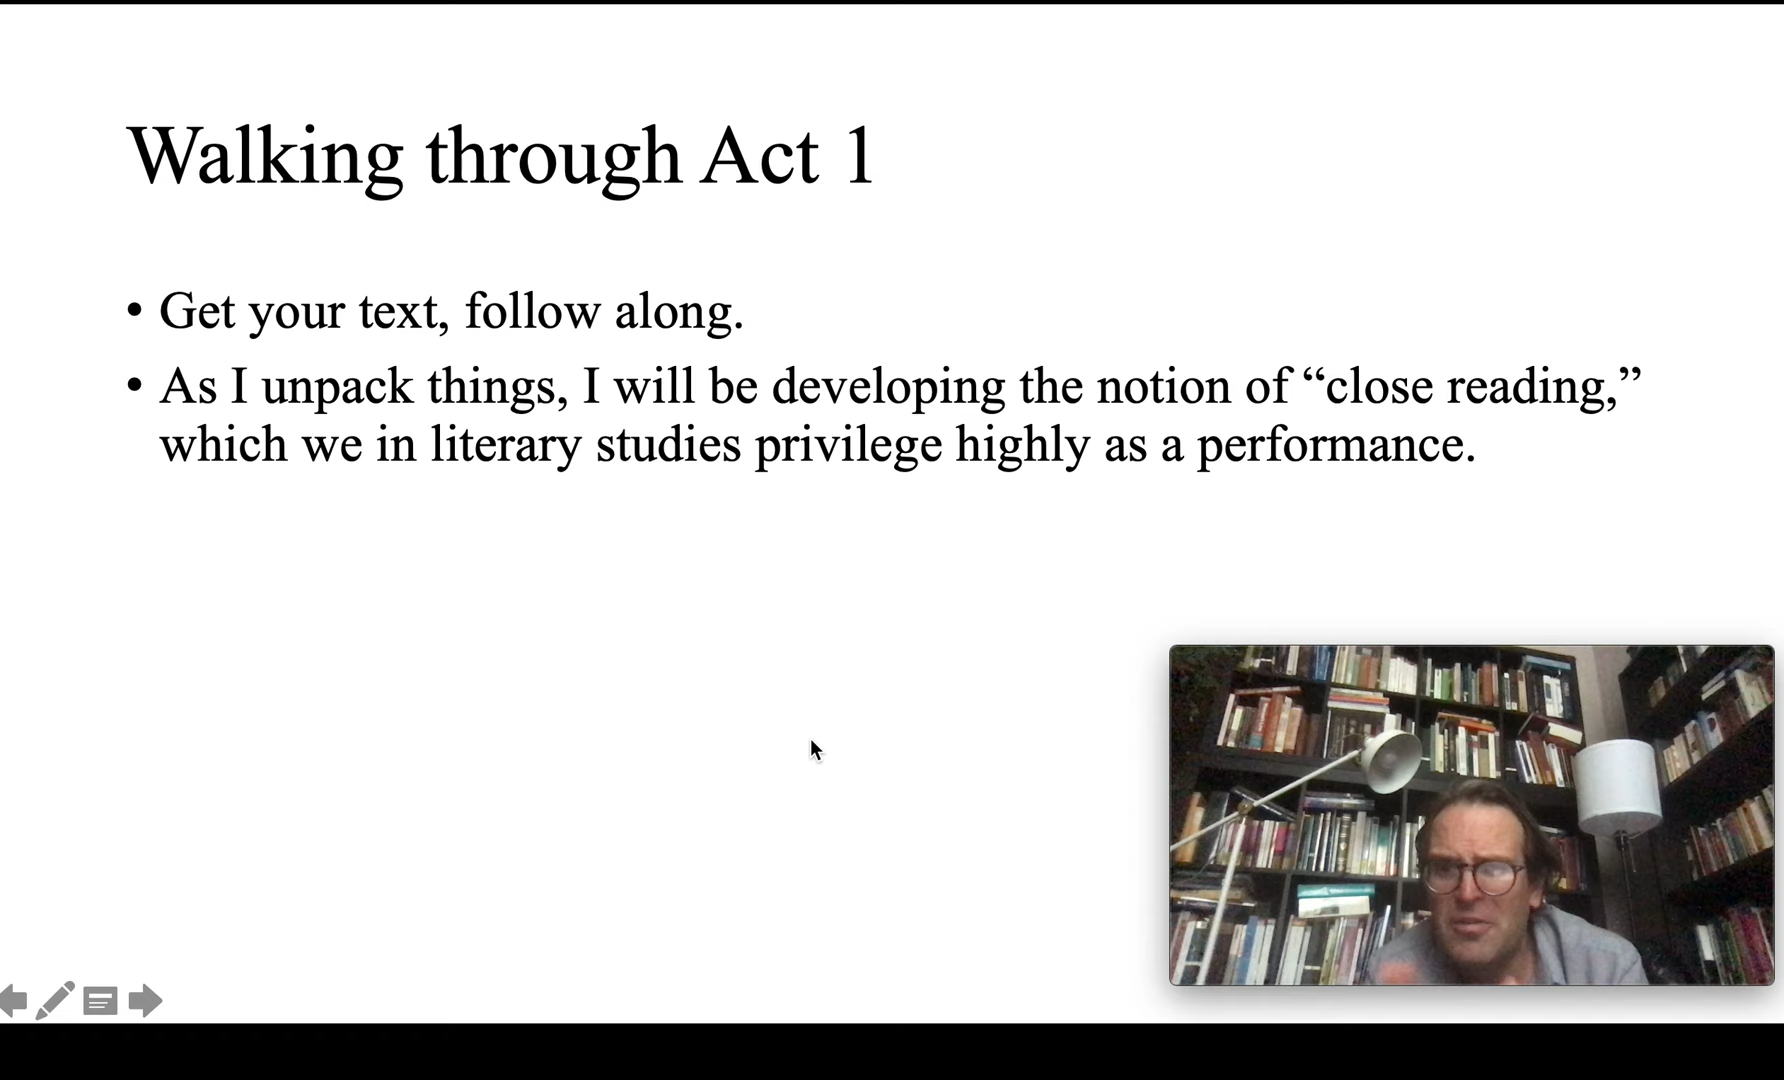 Walking through Act 1
• Get your text, follow along.
• As I unpack things, I will be developing the notion of “close reading,”
which we in literary studies privilege highly as a performance.